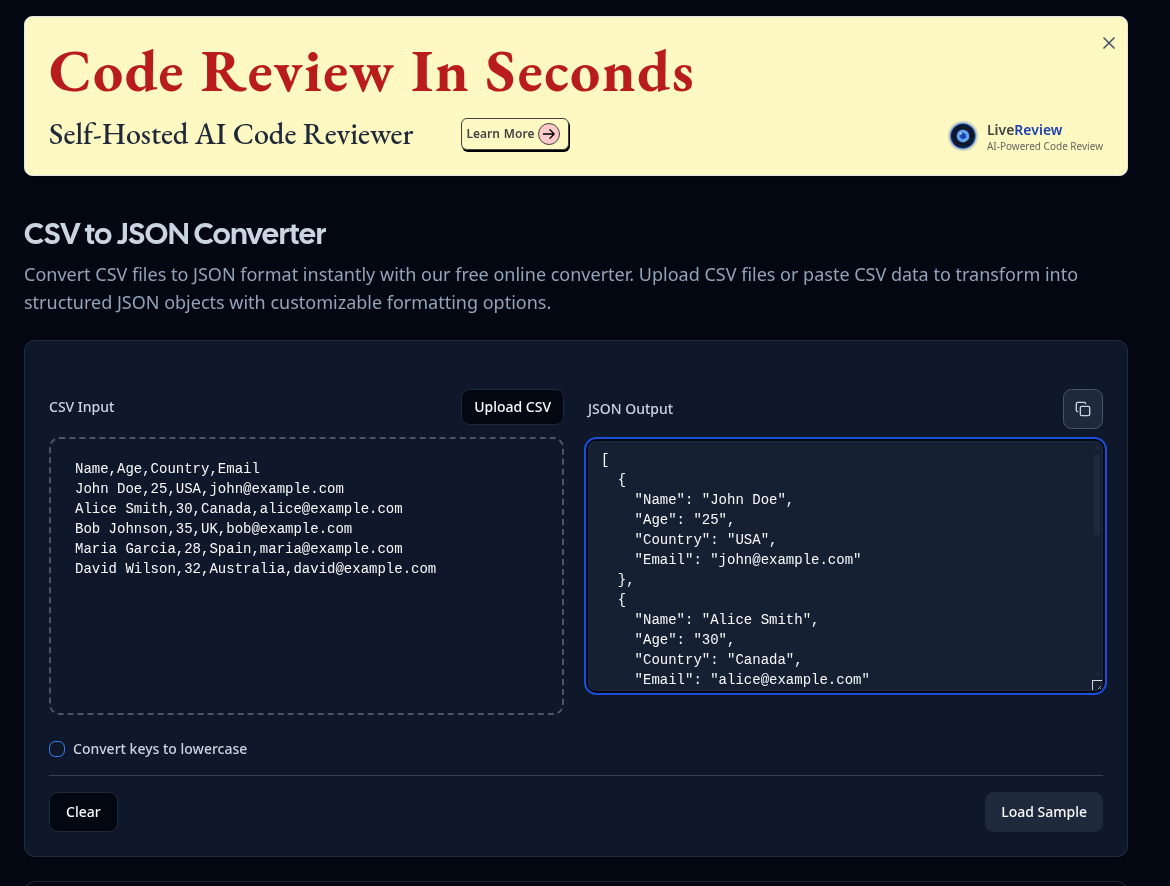 Code Review In Seconds
Self-Hosted AI Code Reviewer
Learn More
LiveReview
AI-Powered Code Review
CSV to JSON Converter
Convert CSV files to JSON format instantly with our free online converter. Upload CSV files or paste CSV data to transform into
structured JSON objects with customizable formatting options.
CSV Input
Upload CSV
Name,Age,Country,Email
John Doe,25,USA,john@example.com
Alice Smith,30,Canada,alice@example.com
Bob Johnson,35,UK,bob@example.com
Maria Garcia,28,Spain,maria@example.com
David Wilson,32,Australia,david@example.com
JSON Output
[
  {
    "Name": "John Doe",
    "Age": "25",
    "Country": "USA",
    "Email": "john@example.com"
  },
  {
    "Name": "Alice Smith",
    "Age": "30",
    "Country": "Canada",
    "Email": "alice@example.com"
Convert keys to lowercase
Clear
Load Sample